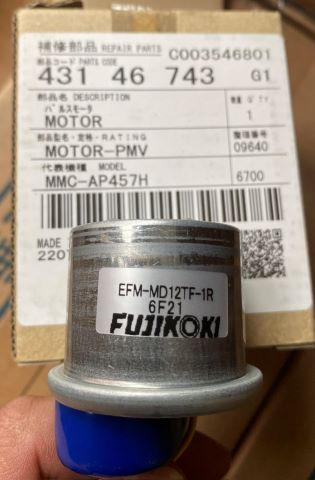 補修部品 REPAIR PARTS C003546801
部品コード PARTS CODE
431 46 743 G1
部品名 DESCRIPTION 数量 Q'TY
パルスモータ
MOTOR 1
部品型名・定格・RATING 整理番号
MOTOR-PMV 09640
代表機種 MODEL
MMC-AP457H 6700
MADE
220
EFM-MD12TF-1R
6F21
FUJIKOKI